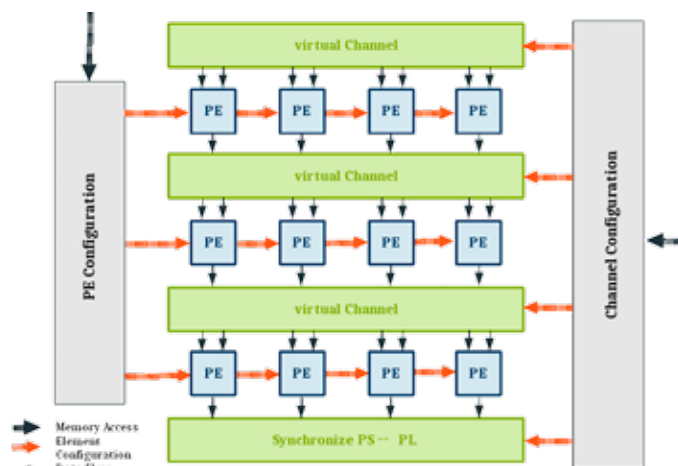 virtual Channel
PE PE PE PE
virtual Channel
PE PE PE PE
virtual Channel
PE PE PE PE
Synchronize PS-- PL
PE Configuration
Channel Configuration
Memory Access
Element
Configuration